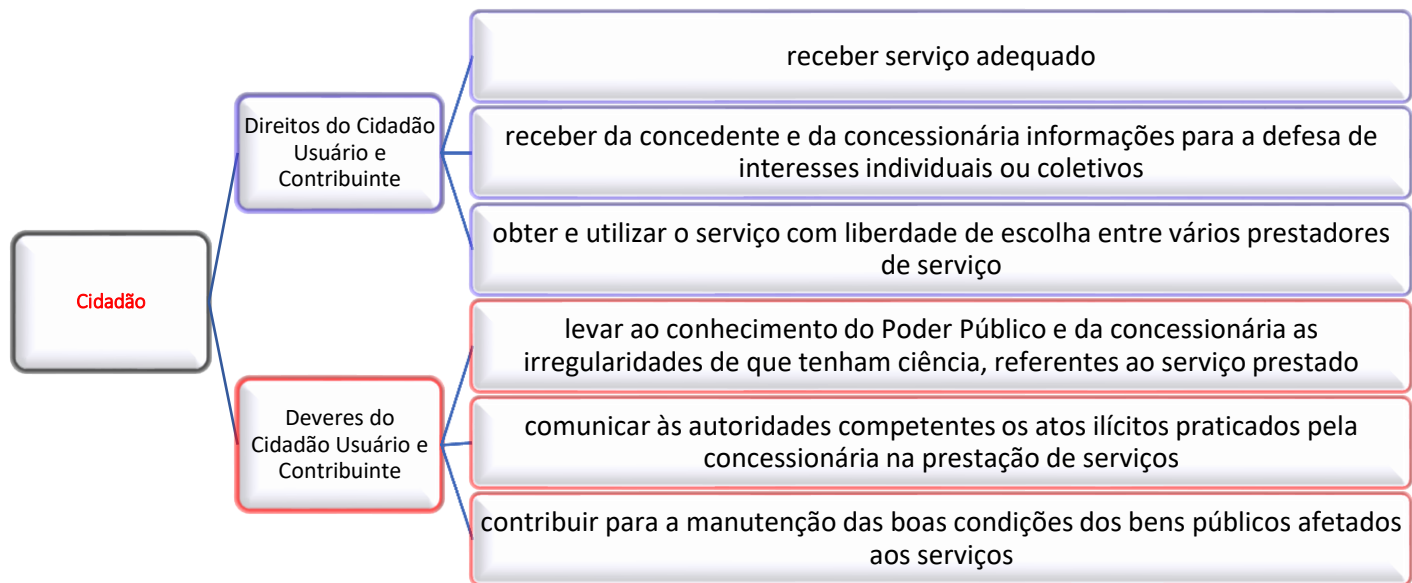 Cidadão
Direitos do Cidadão
Usuário e
Contribuinte
receber serviço adequado
receber da concedente e da concessionária informações para a defesa de
interesses individuais ou coletivos
obter e utilizar o serviço com liberdade de escolha entre vários prestadores
de serviço
Deveres do
Cidadão Usuário e
Contribuinte
levar ao conhecimento do Poder Público e da concessionária as
irregularidades de que tenham ciência, referentes ao serviço prestado
comunicar às autoridades competentes os atos ilícitos praticados pela
concessionária na prestação de serviços
contribuir para a manutenção das boas condições dos bens públicos afetados
aos serviços